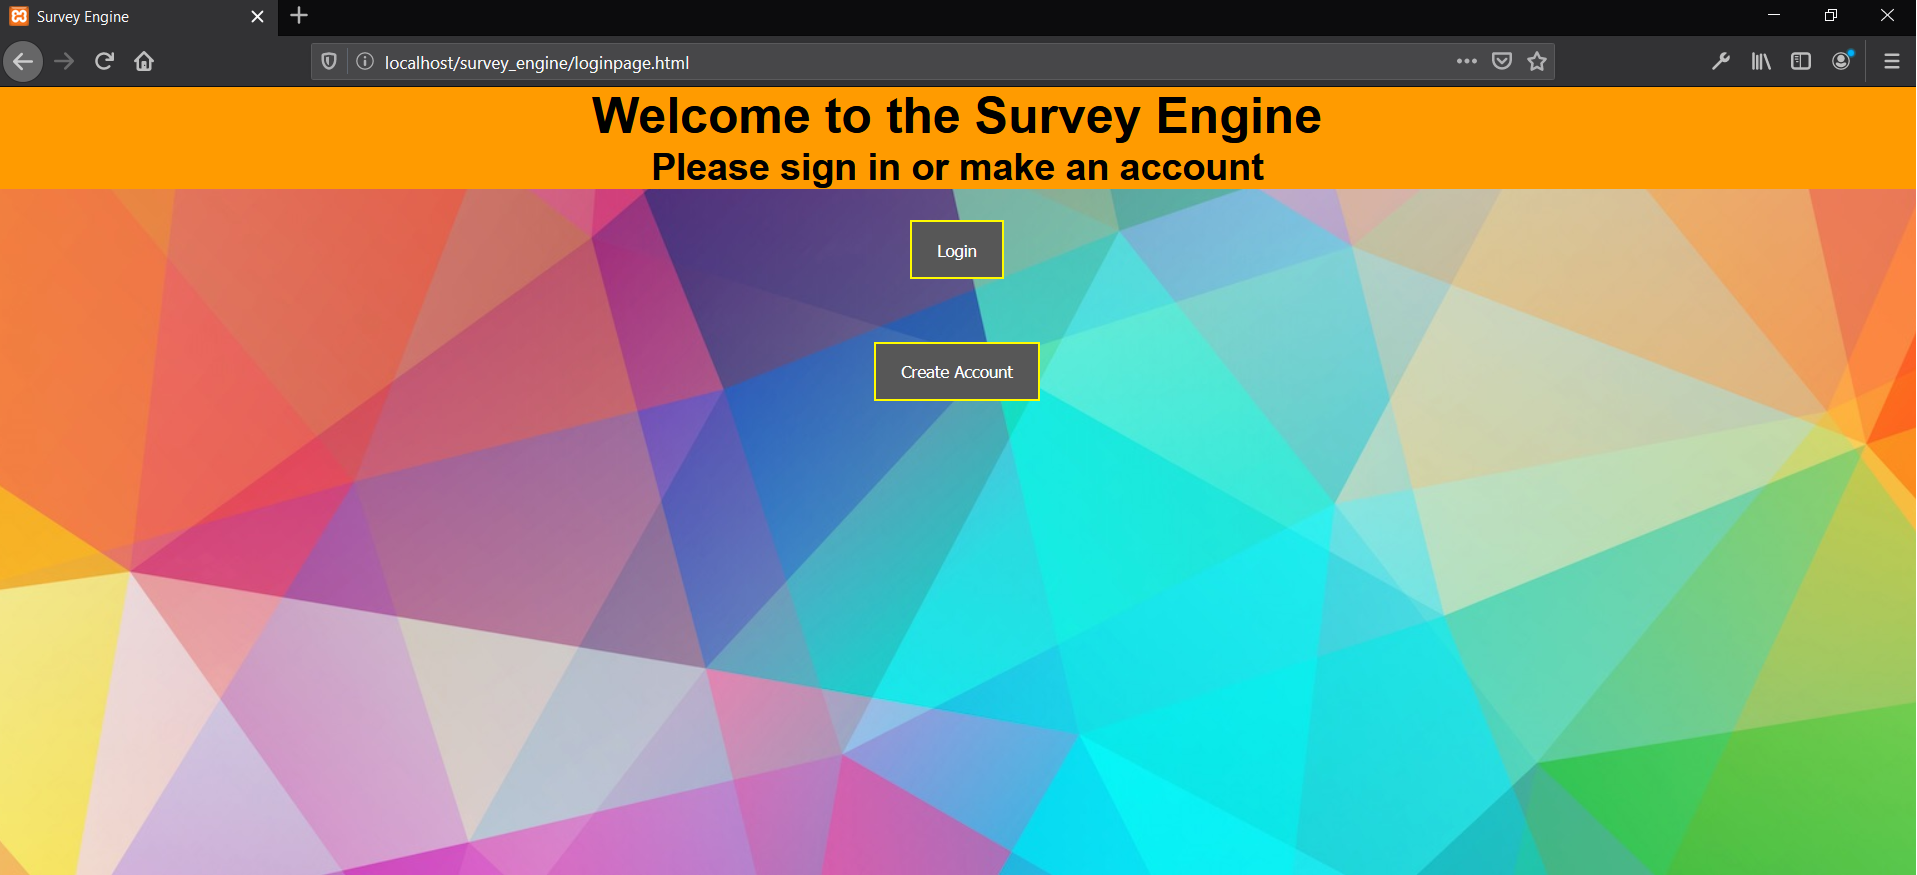 Survey Engine
localhost/survey_engine/loginpage.html
Welcome to the Survey Engine
Please sign in or make an account
Login
Create Account